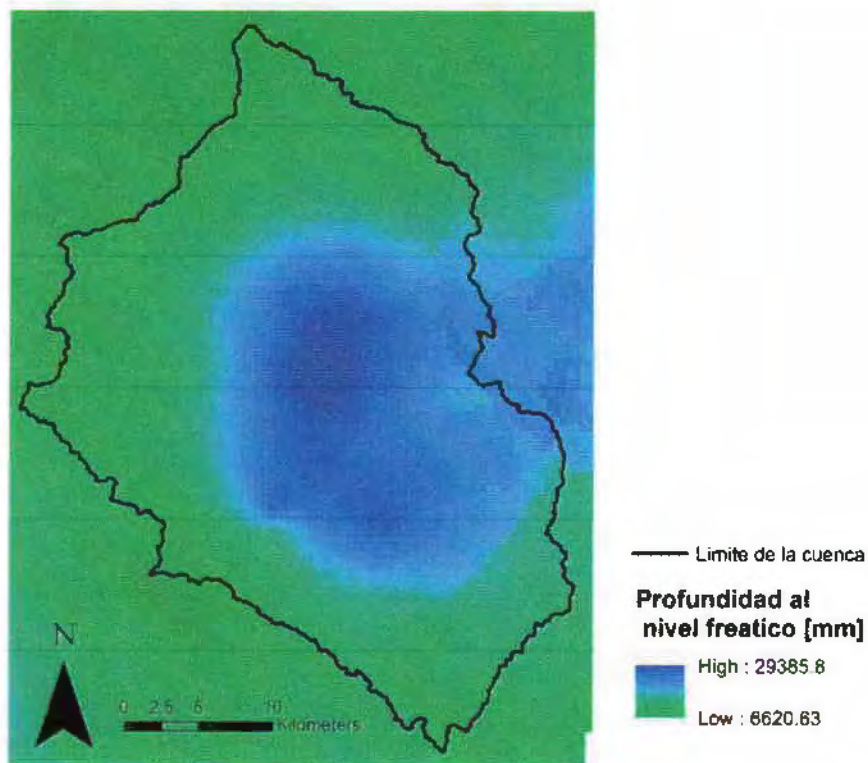 N
0 2.5 5 10
Kilometers
Limite de la cuenca
Profundidad al
nivel freatico [mm]
High : 29385.8
Low : 6620.63